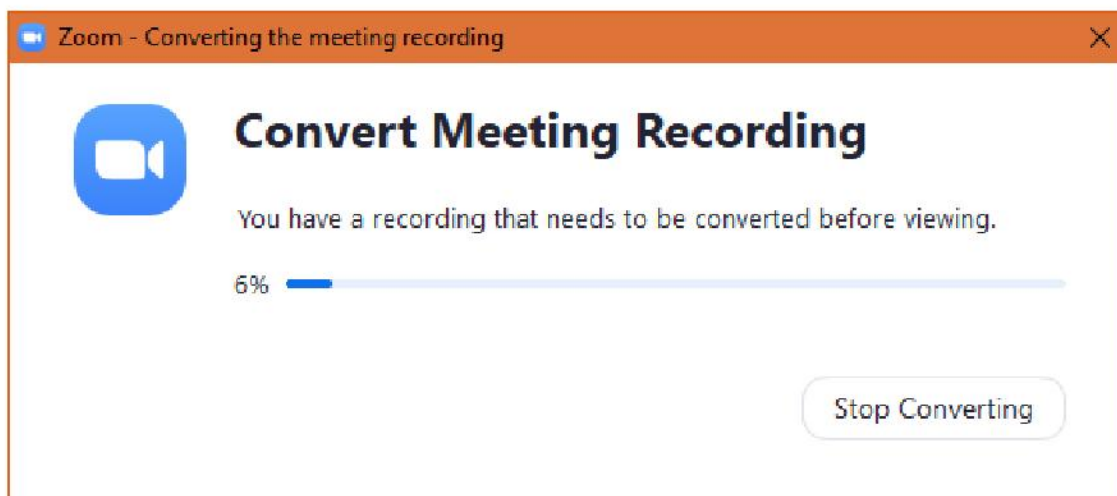 Zoom - Converting the meeting recording
Convert Meeting Recording
You have a recording that needs to be converted before viewing.
6%
Stop Converting